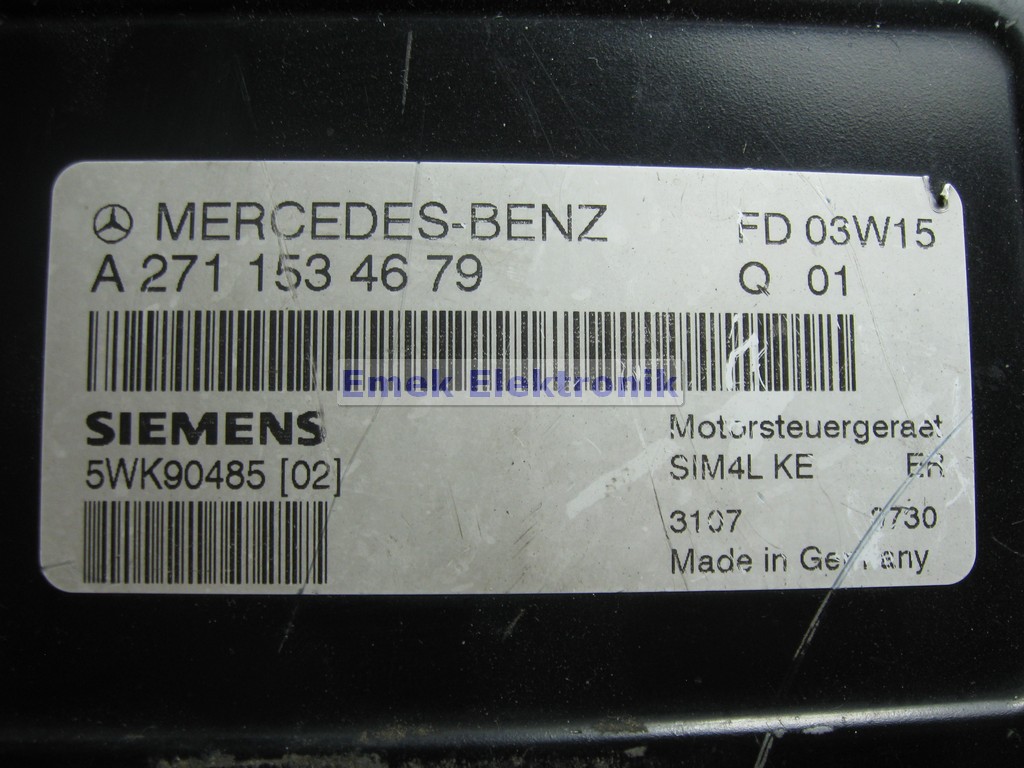 MERCEDES-BENZ FD 03W15
A 271 153 46 79 Q 01
Emek Elektronik
SIEMENS Motorsteuergeraet
5WK90485 [02] SIM4L KE ER
3107
Made in Germany